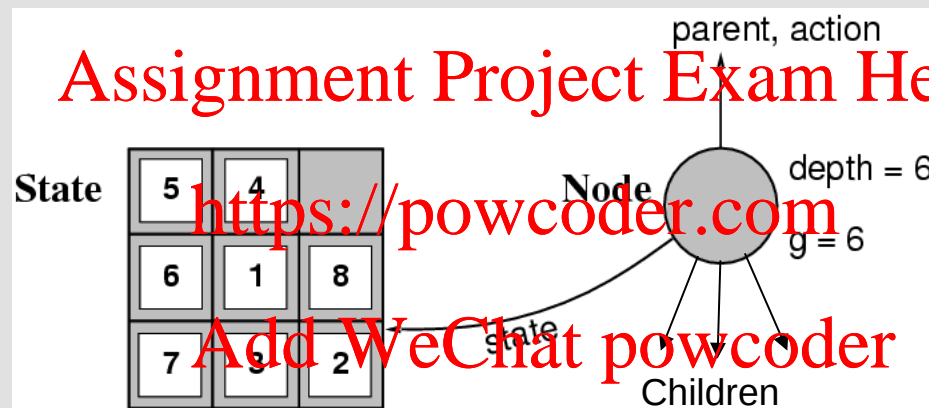 parent, action
Assignment Project Exam He
depth = 6
State
5 4
Node
https://powcoder.com
g = 6
6 1 8
state
Add WeChat powcoder
7 3 2
Children